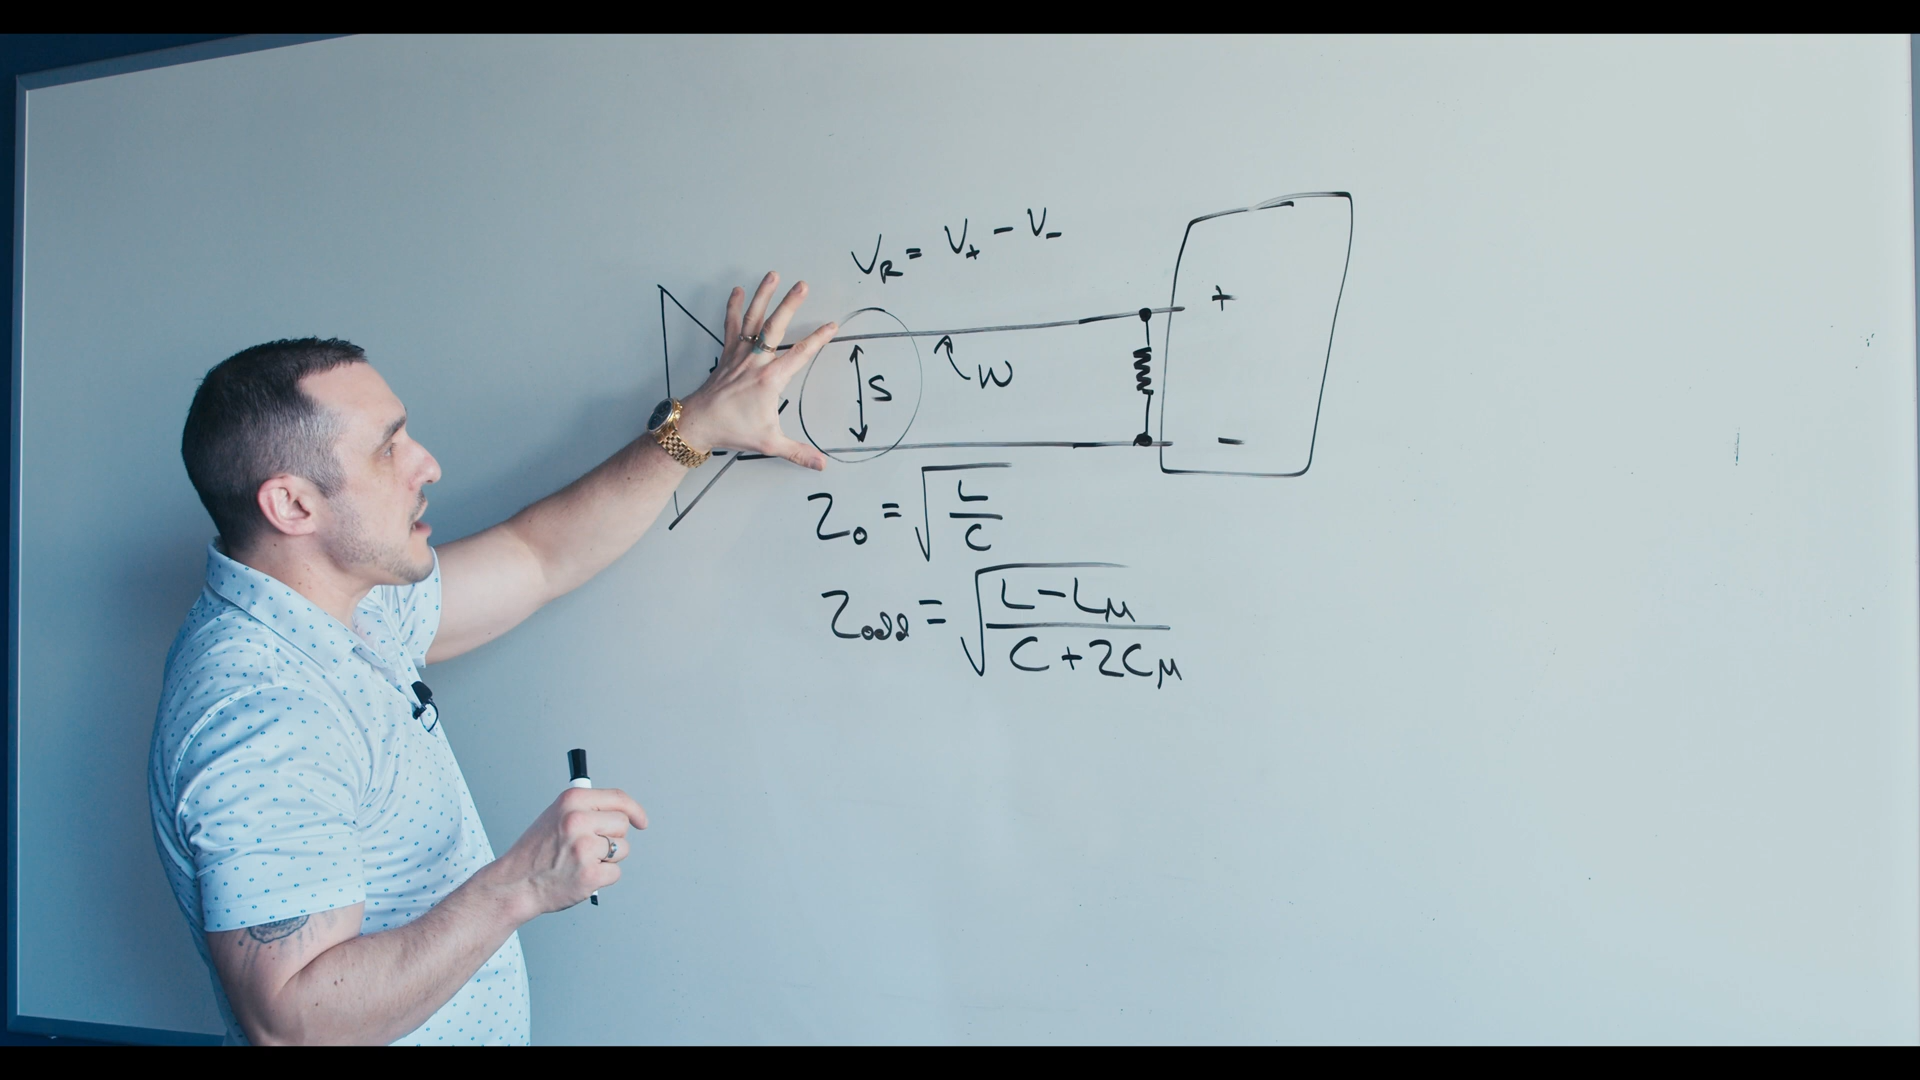 V_R = V_+ - V_-
+
S
W
-
Z_0 = √(L/C)
Z_odd = √((L-L_M)/(C+2C_M))